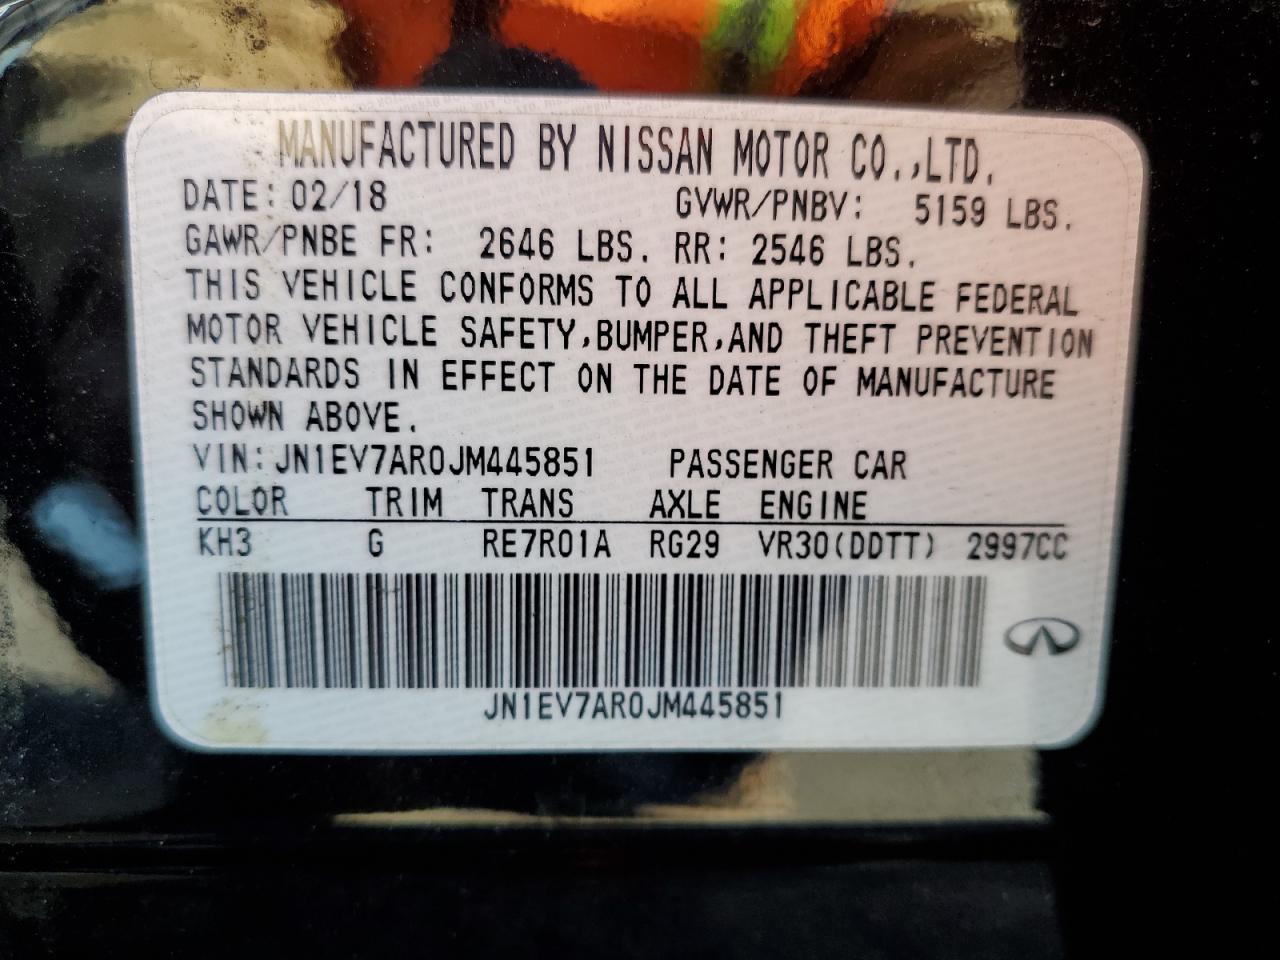 MANUFACTURED BY NISSAN MOTOR CO.,LTD.
DATE: 02/18 GVWR/PNBV: 5159 LBS.
GAWR/PNBE FR: 2646 LBS. RR: 2546 LBS.
THIS VEHICLE CONFORMS TO ALL APPLICABLE FEDERAL
MOTOR VEHICLE SAFETY,BUMPER,AND THEFT PREVENTION
STANDARDS IN EFFECT ON THE DATE OF MANUFACTURE
SHOWN ABOVE.
VIN: JN1EV7AR0JM445851 PASSENGER CAR
COLOR TRIM TRANS AXLE ENGINE
KH3 G RE7R01A RG29 VR30(DDTT) 2997CC
JN1EV7AR0JM445851